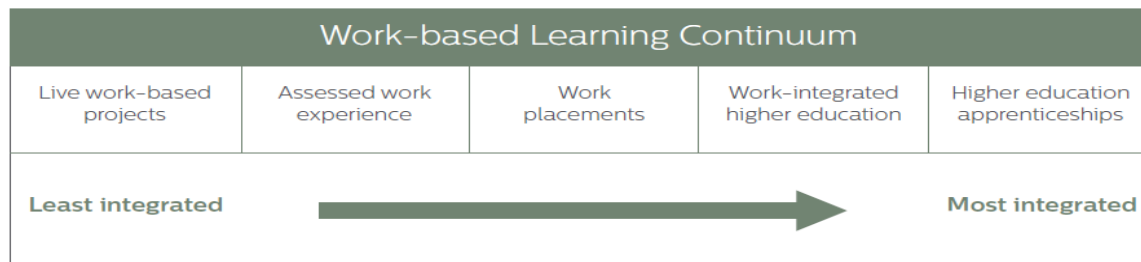 Work-based Learning Continuum
Live work-based
projects
Assessed work
experience
Work
placements
Work-integrated
higher education
Higher education
apprenticeships
Least integrated
Most integrated